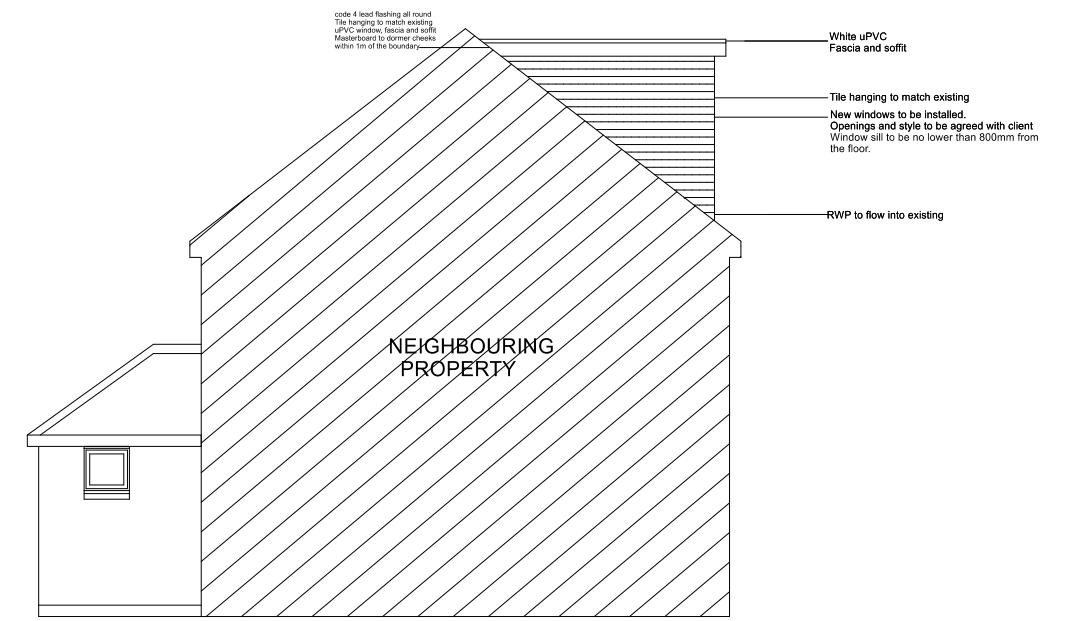 code 4 lead flashing all round
Tile hanging to match existing
uPVC window, fascia and soffit
Masterboard to dormer cheeks
within 1m of the boundary
White uPVC
Fascia and soffit
Tile hanging to match existing
New windows to be installed.
Openings and style to be agreed with client
Window sill to be no lower than 800mm from
the floor.
RWP to flow into existing
NEIGHBOURING
PROPERTY